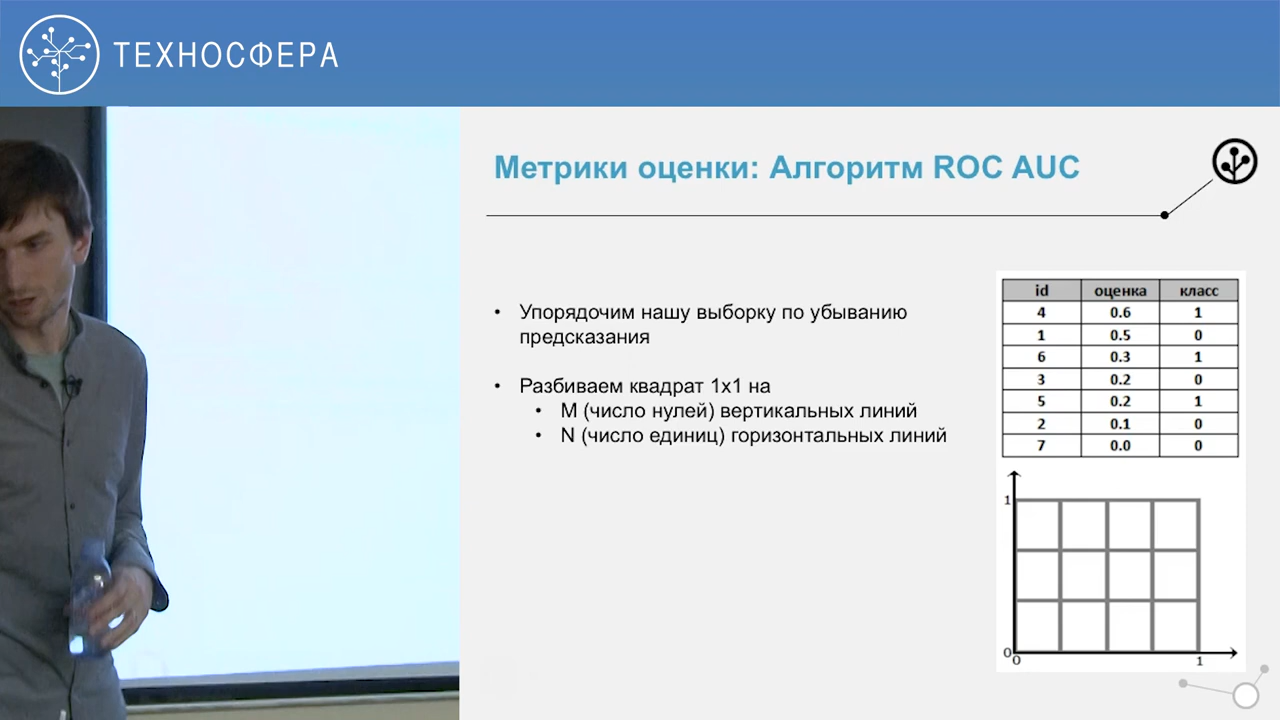 ТЕХНОСФЕРА
Метрики оценки: Алгоритм ROC AUC
• Упорядочим нашу выборку по убыванию
предсказания
• Разбиваем квадрат 1х1 на
• M (число нулей) вертикальных линий
• N (число единиц) горизонтальных линий
id оценка класс
4 0.6 1
1 0.5 0
6 0.3 1
3 0.2 0
5 0.2 1
2 0.1 0
7 0.0 0
1
0
0 1